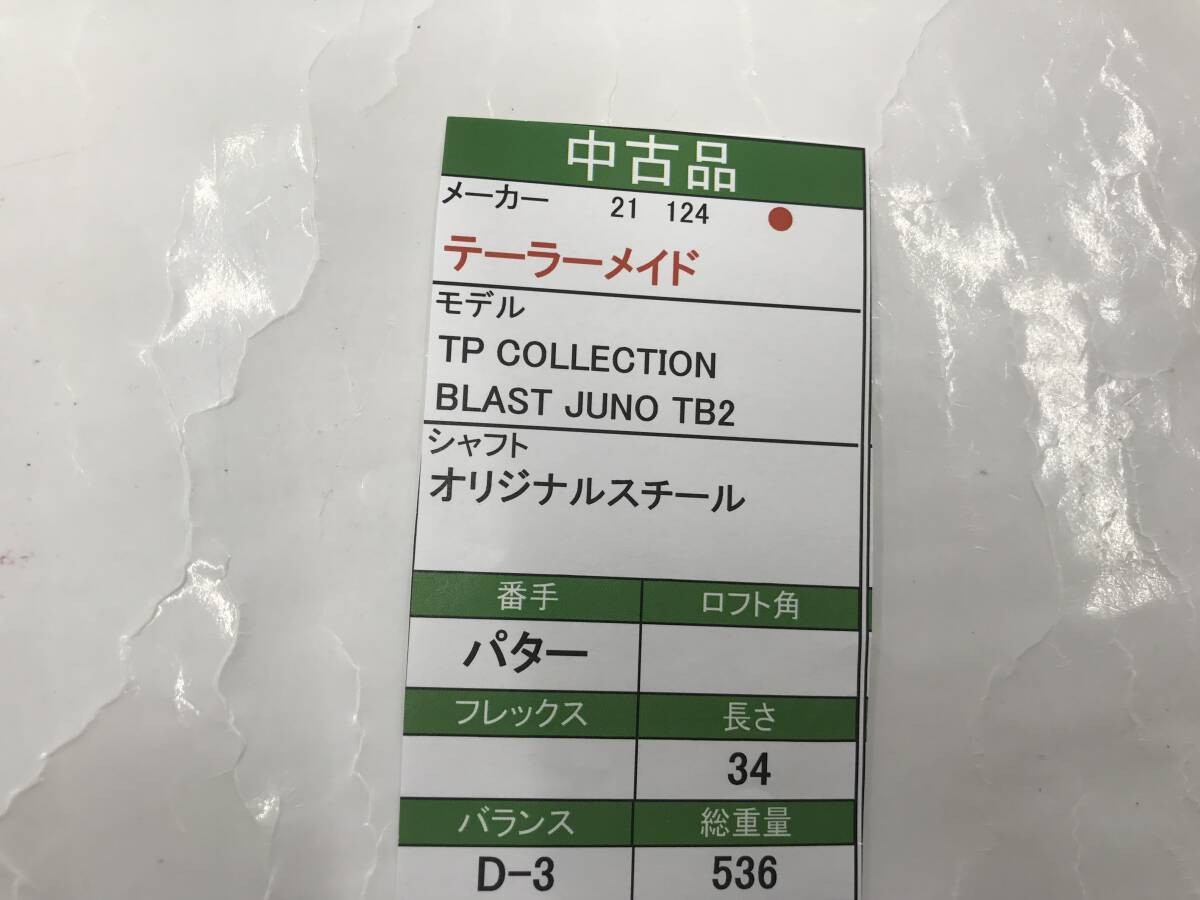 中古品
メーカー 21 124
テーラーメイド
モデル
TP COLLECTION
BLAST JUNO TB2
シャフト
オリジナルスチール
番手 ロフト角
パター
フレックス 長さ
34
バランス 総重量
D-3 536